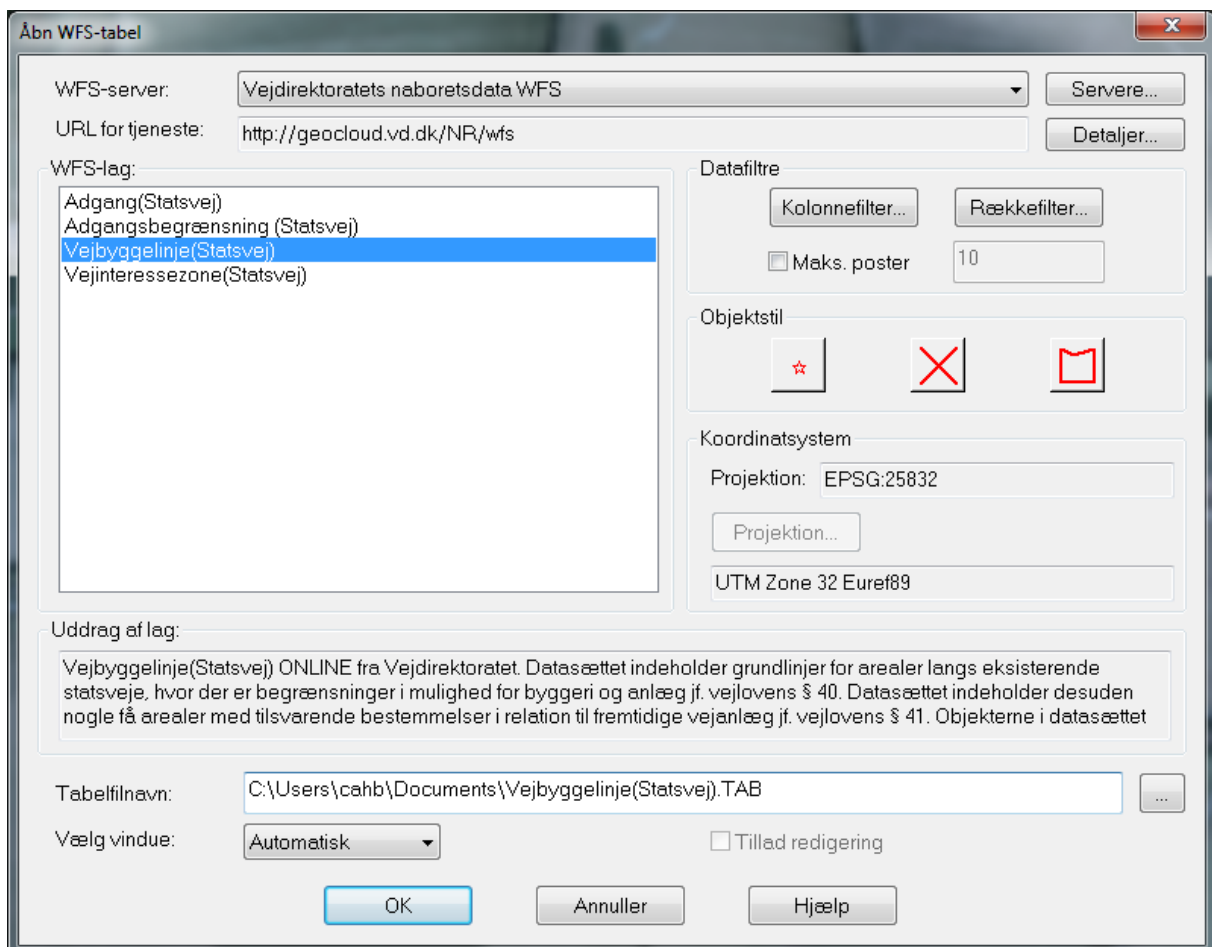 Åbn WFS-tabel
x
WFS-server:
Vejdirektoratets naboretsdata WFS
Servere...
URL for tjeneste:
http://geocloud.vd.dk/NR/wfs
Detaljer...
WFS-lag:
Adgang(Statsvej)
Adgangsbegrænsning (Statsvej)
Vejbyggelinje(Statsvej)
Vejinteressezone(Statsvej)
Datafiltre
Kolonnefilter...
Rækkefilter...
Maks. poster
10
Objektstil
Koordinatsystem
Projektion:
EPSG:25832
Projektion...
UTM Zone 32 Euref89
Uddrag af lag:
Vejbyggelinje(Statsvej) ONLINE fra Vejdirektoratet. Datasættet indeholder grundlinjer for arealer langs eksisterende
statsveje, hvor der er begrænsninger i mulighed for byggeri og anlæg jf. vejlovens § 40. Datasættet indeholder desuden
nogle få arealer med tilsvarende bestemmelser i relation til fremtidige vejanlæg jf. vejlovens § 41. Objekterne i datasættet
Tabelfilnavn:
C:\Users\cahb\Documents\Vejbyggelinje(Statsvej).TAB
...
Vælg vindue:
Automatisk
Tillad redigering
OK
Annuller
Hjælp